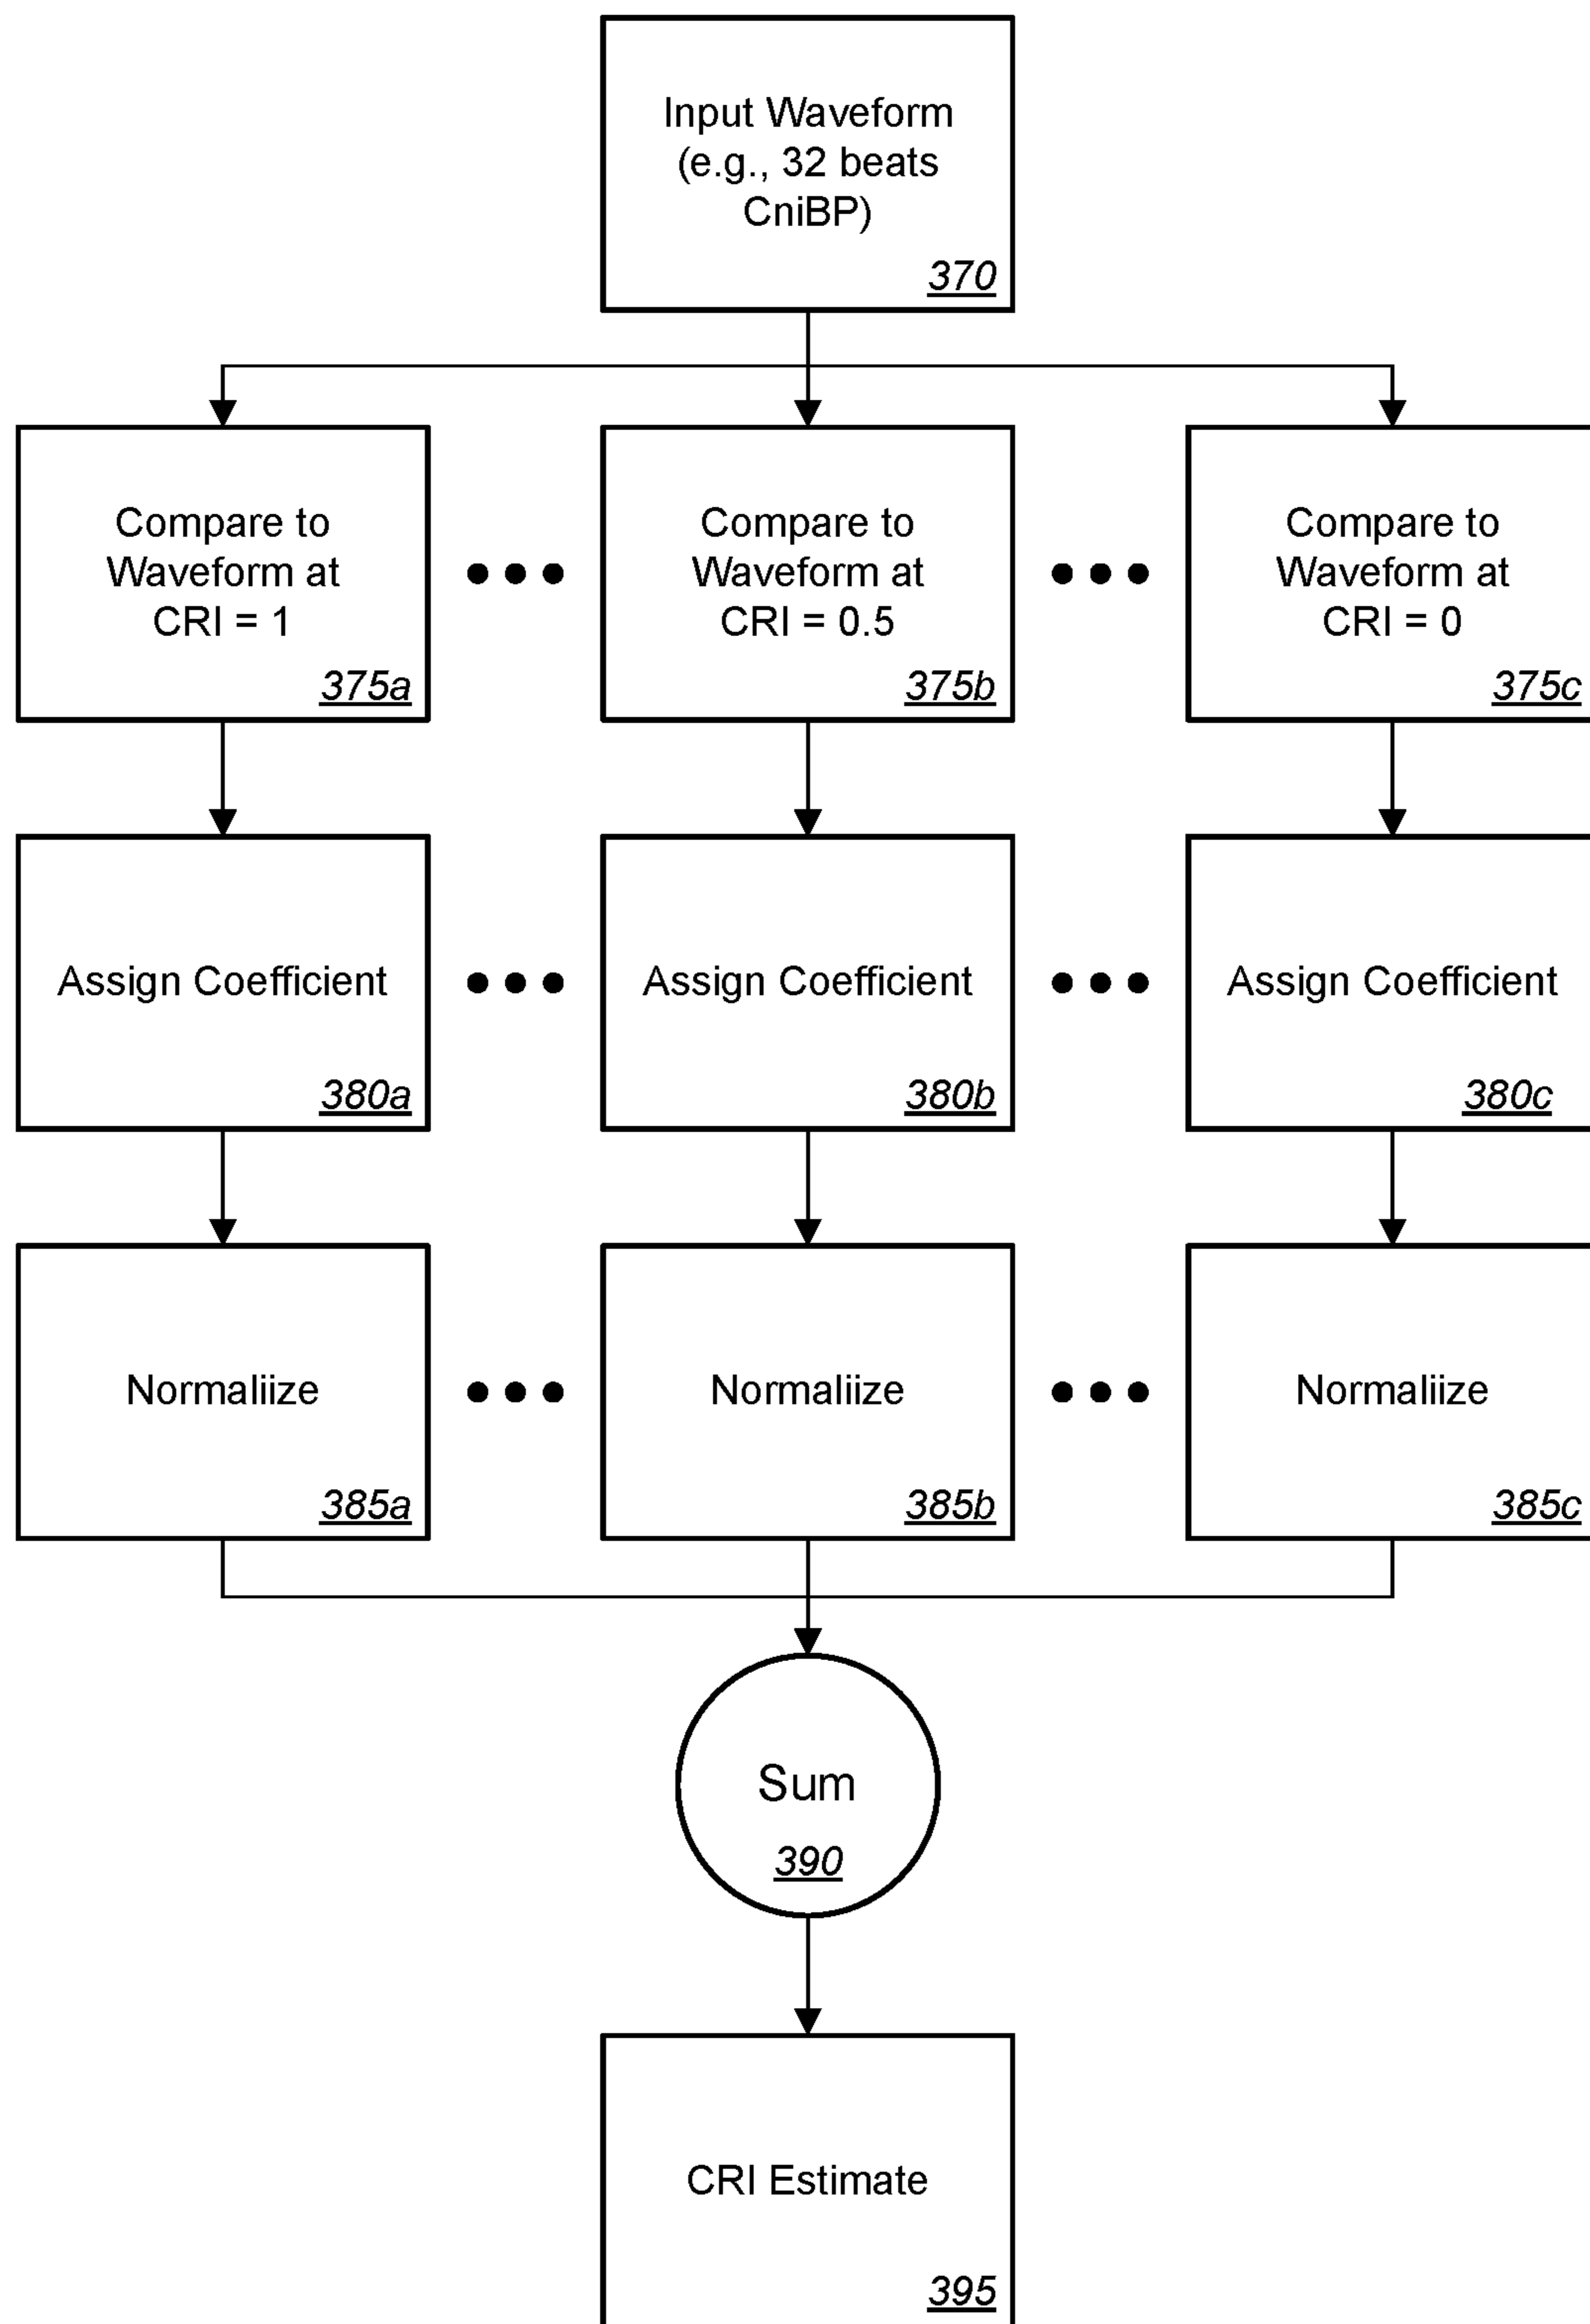 Input Waveform
(e.g., 32 beats
CniBP)
370
Compare to
Waveform at
CRI = 1
375a
Compare to
Waveform at
CRI = 0.5
375b
Compare to
Waveform at
CRI = 0
375c
Assign Coefficient
380a
Assign Coefficient
380b
Assign Coefficient
380c
Normaliize
385a
Normaliize
385b
Normaliize
385c
Sum
390
CRI Estimate
395